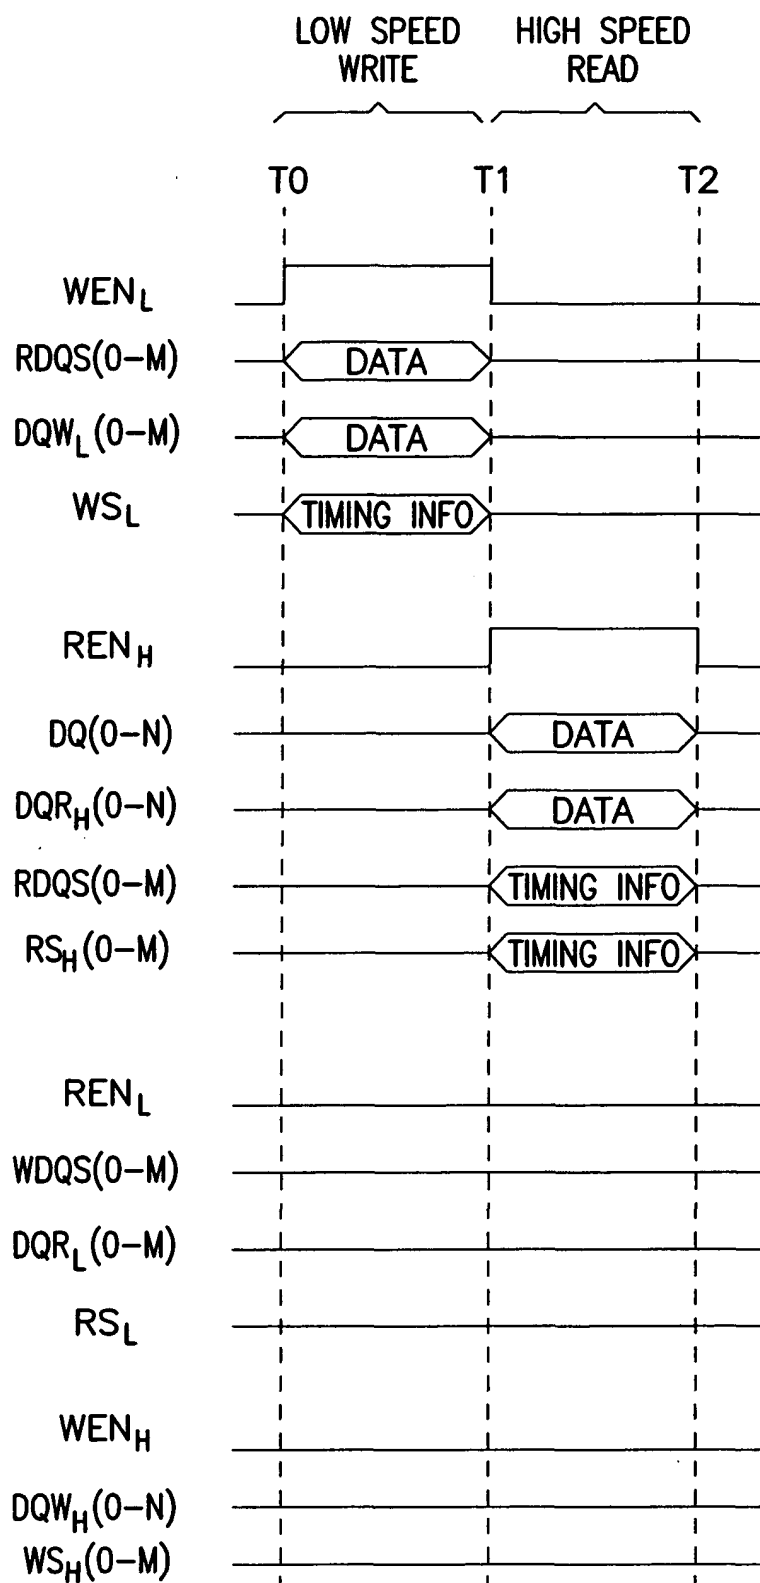 LOW SPEED HIGH SPEED
WRITE READ
T0 T1 T2
WEN_L
RDQS(0-M) DATA
DQW_L(0-M) DATA
WS_L TIMING INFO
REN_H
DQ(0-N) DATA
DQR_H(0-N) DATA
RDQS(0-M) TIMING INFO
RS_H(0-M) TIMING INFO
REN_L
WDQS(0-M)
DQR_L(0-M)
RS_L
WEN_H
DQW_H(0-N)
WS_H(0-M)